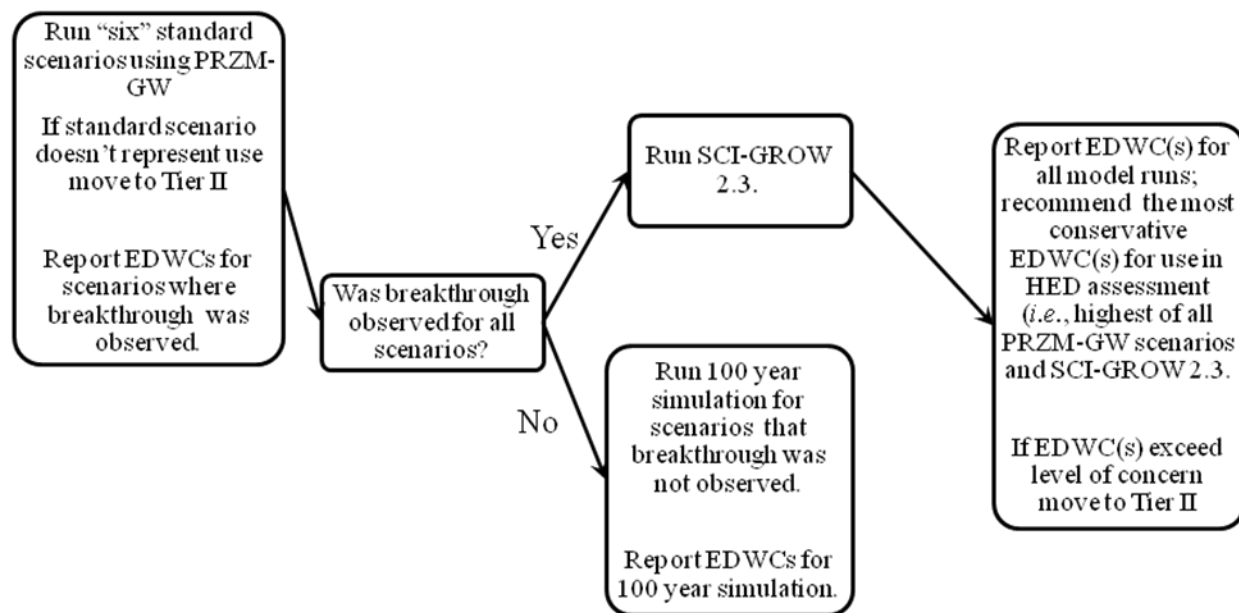 Run “six” standard
scenarios using PRZM-
GW
If standard scenario
doesn’t represent use
move to Tier II
Report EDWCs for
scenarios where
breakthrough was
observed.
Was breakthrough
observed for all
scenarios?
Yes
No
Run SCI-GROW
2.3.
Run 100 year
simulation for
scenarios that
breakthrough was
not observed.
Report EDWCs for
100 year simulation.
Report EDWC(s) for
all model runs;
recommend the most
conservative
EDWC(s) for use in
HED assessment
(i.e., highest of all
PRZM-GW scenarios
and SCI-GROW 2.3.
If EDWC(s) exceed
level of concern
move to Tier II